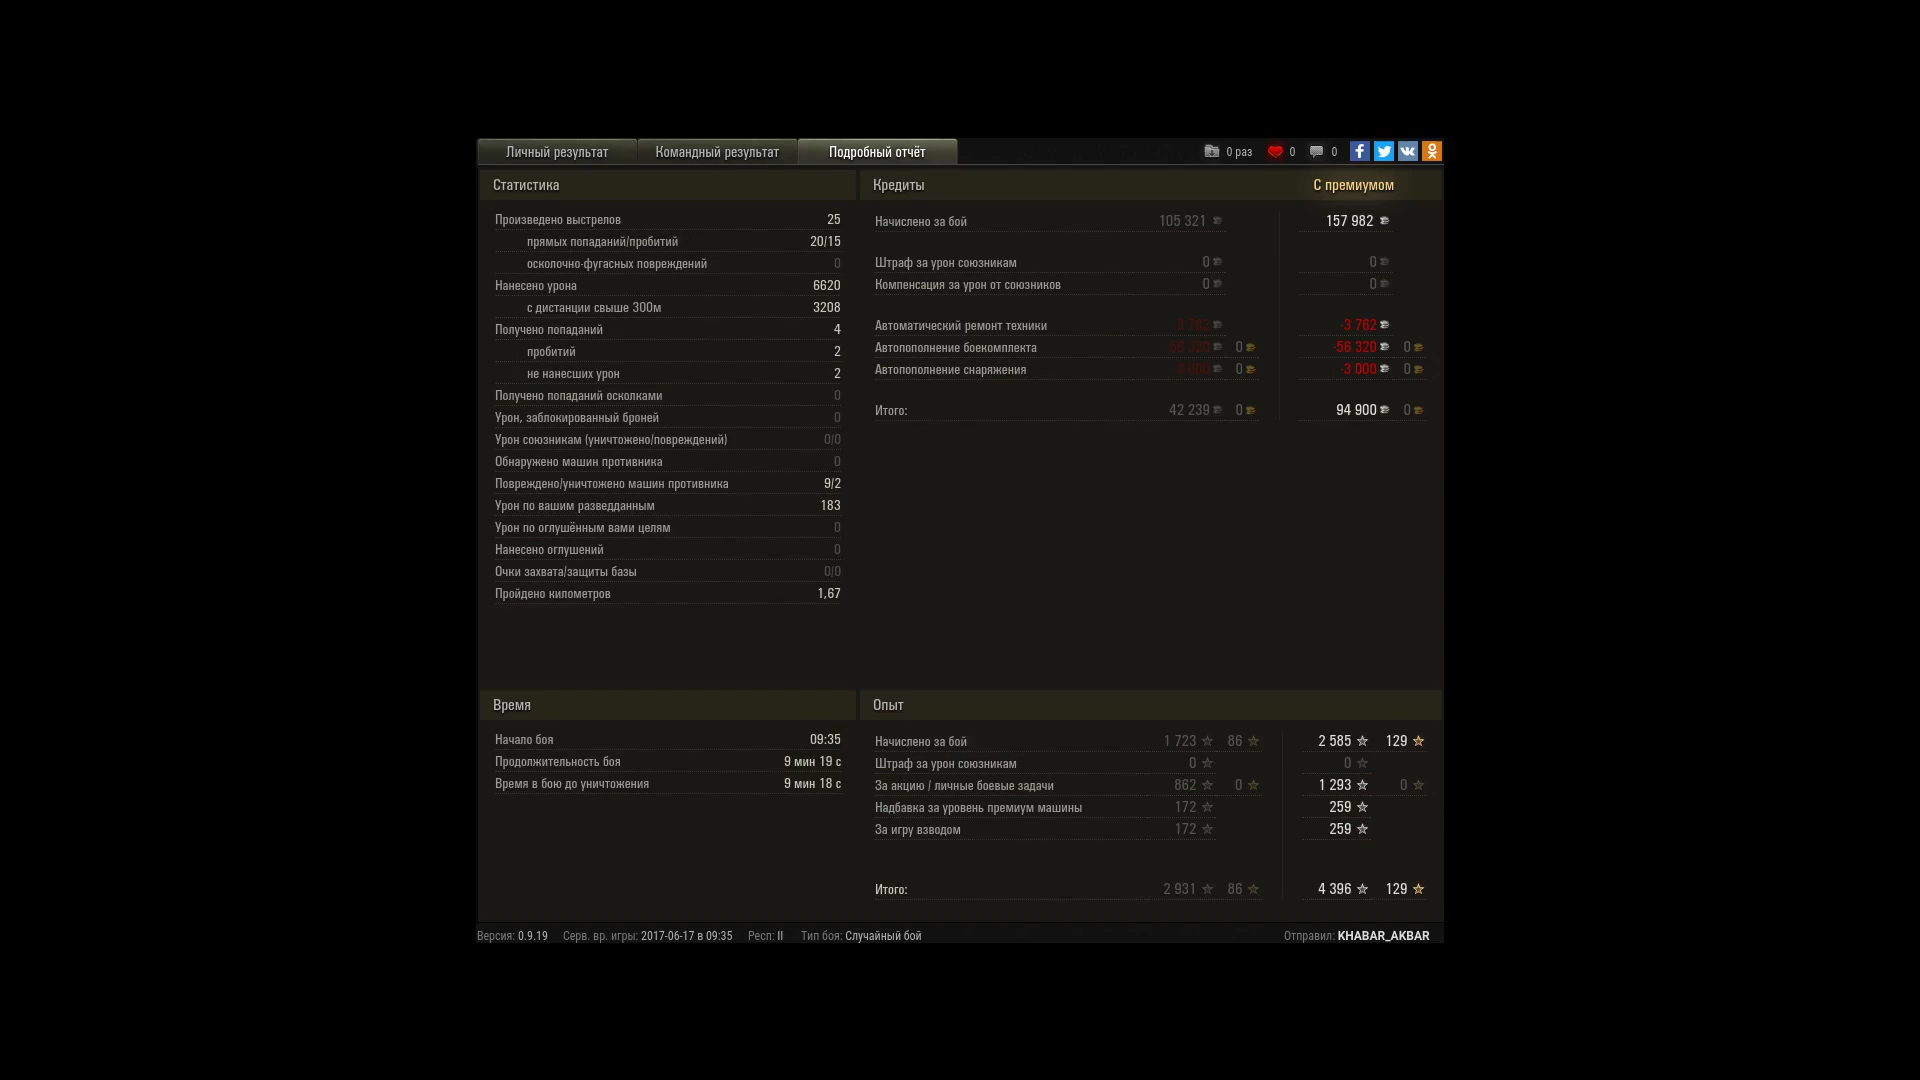 Личный результат Командный результат Подробный отчёт 0 раз 0 0
Статистика
Произведено выстрелов 25
прямых попаданий/пробитий 20/15
осколочно-фугасных повреждений 0
Нанесено урона 6620
с дистанции свыше 300м 3208
Получено попаданий 4
пробитий 2
не нанесших урон 2
Получено попаданий осколками 0
Урон, заблокированный броней 0
Урон союзникам (уничтожено/повреждений) 0/0
Обнаружено машин противника 0
Повреждено/уничтожено машин противника 9/2
Урон по вашим разведданным 183
Урон по оглушённым вами целям 0
Нанесено оглушений 0
Очки захвата/защиты базы 0/0
Пройдено километров 1,67
Кредиты С премиумом
Начислено за бой 105 321 157 982
Штраф за урон союзникам 0 0
Компенсация за урон от союзников 0 0
Автоматический ремонт техники -3 762 -3 762
Автопополнение боекомплекта -56 320 0 -56 320 0
Автопополнение снаряжения -3 000 0 -3 000 0
Итого: 42 239 0 94 900 0
Время
Начало боя 09:35
Продолжительность боя 9 мин 19 с
Время в бою до уничтожения 9 мин 18 с
Опыт
Начислено за бой 1 723 86 2 585 129
Штраф за урон союзникам 0 0
За акцию / личные боевые задачи 862 0 1 293 0
Надбавка за уровень премиум машины 172 259
За игру взводом 172 259
Итого: 2 931 86 4 396 129
Версия: 0.9.19 Серв. вр. игры: 2017-06-17 в 09:35 Респ: II Тип боя: Случайный бой Отправил: KHABAR_AKBAR